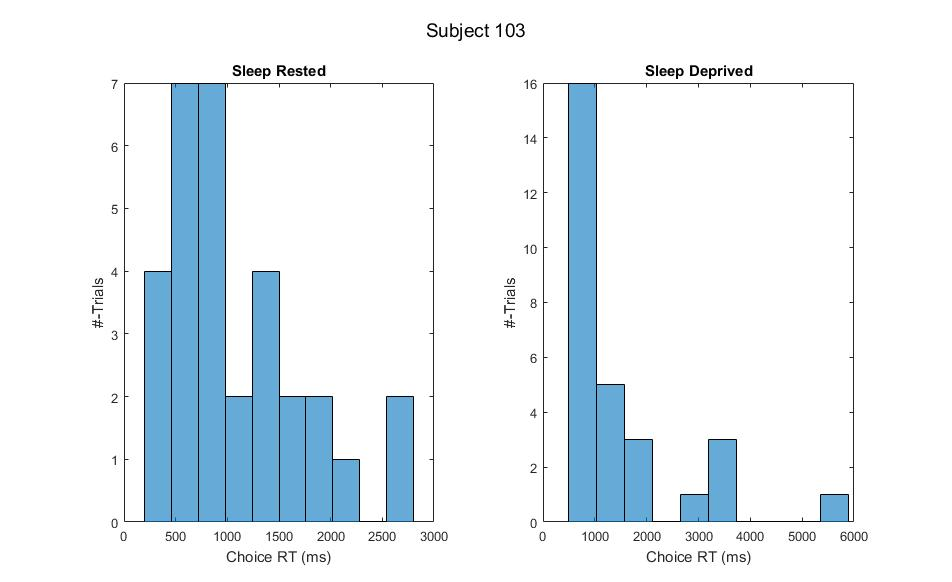 Subject 103
Sleep Rested
7
6
5
4
3
2
1
0
#-Trials
0 500 1000 1500 2000 2500 3000
Choice RT (ms)
Sleep Deprived
16
14
12
10
8
6
4
2
0
#-Trials
0 1000 2000 3000 4000 5000 6000
Choice RT (ms)